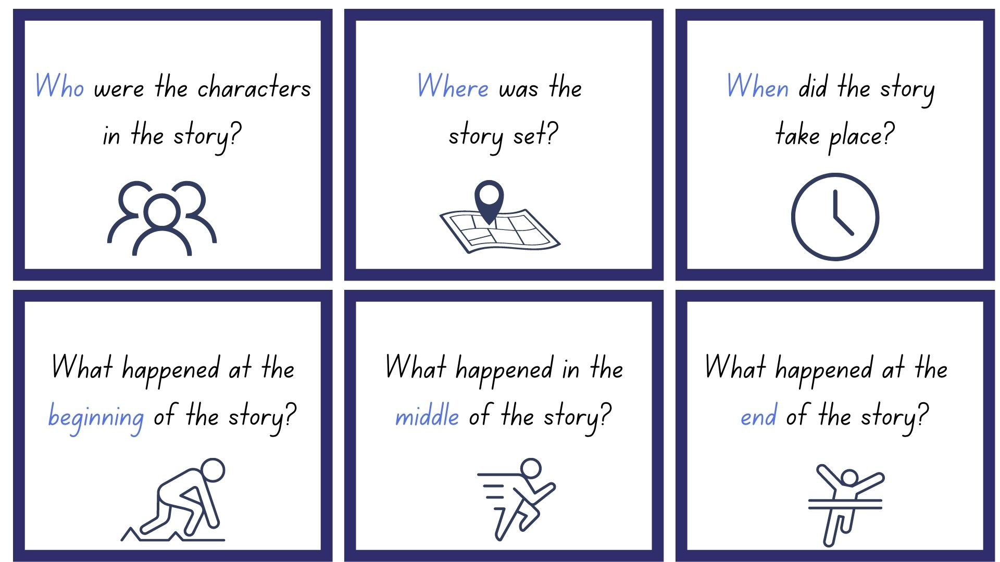 Who were the characters
in the story?
Where was the
story set?
When did the story
take place?
What happened at the
beginning of the story?
What happened in the
middle of the story?
What happened at the
end of the story?